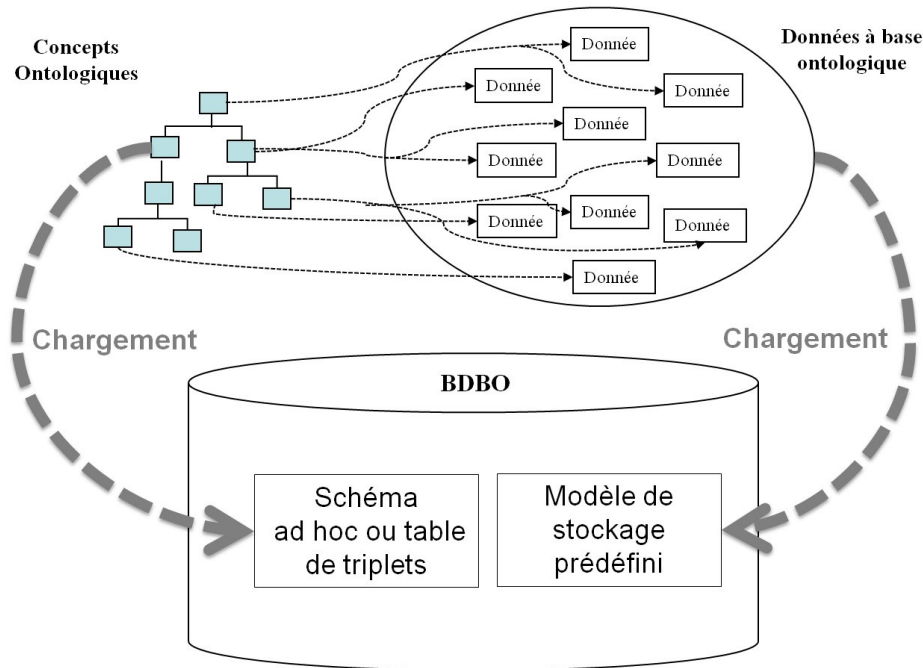 Concepts
Ontologiques
Données à base
ontologique
Donnée
Donnée
Donnée
Donnée
Donnée
Donnée
Donnée
Donnée
Donnée
Donnée
Chargement
Chargement
BDBO
Schéma
ad hoc ou table
de triplets
Modèle de
stockage
prédéfini